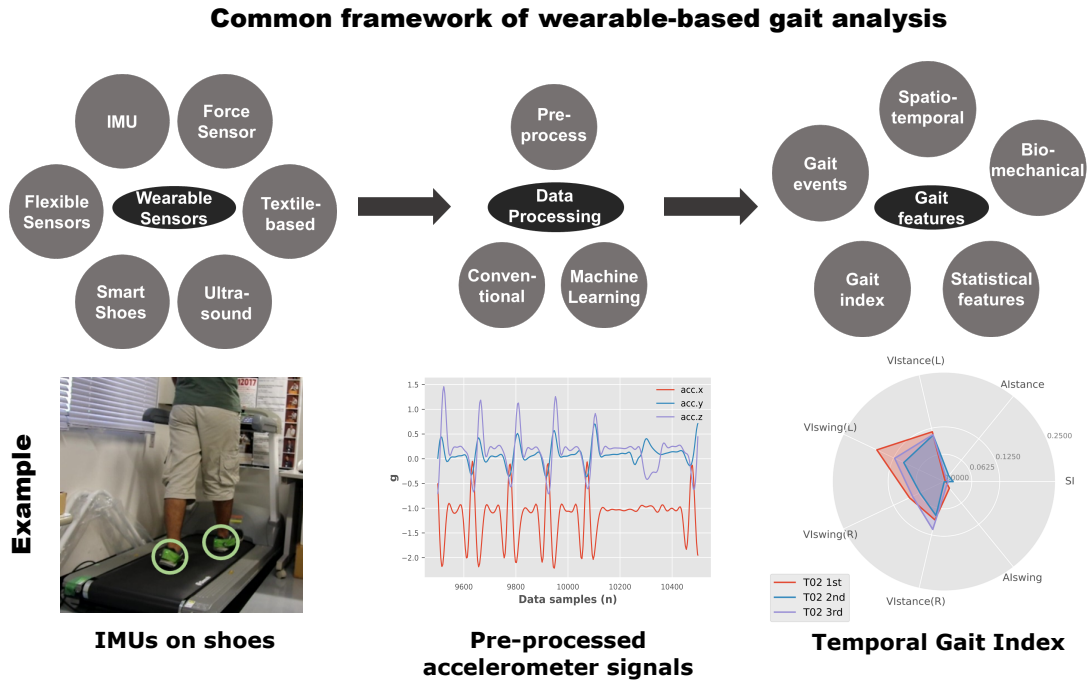 Common framework of wearable-based gait analysis
IMU
Force
Sensor
Flexible
Sensors
Wearable
Sensors
Textile-
based
Smart
Shoes
Ultra-
sound
Pre-
process
Data
Processing
Conven-
tional
Machine
Learning
Spatio-
temporal
Gait
events
Bio-
mechanical
Gait
features
Gait
index
Statistical
features
Example
2017
IMUs on shoes
1.5
1.0
0.5
0.0
−0.5
−1.0
−1.5
−2.0
g
acc.x
acc.y
acc.z
9600
9800
10000
10200
10400
Data samples (n)
Pre-processed
accelerometer signals
VIstance(L)
AIstance
VIswing(L)
0.2500
0.1250
0.0625
0.0000
SI
VIswing(R)
AIswing
VIstance(R)
T02 1st
T02 2nd
T02 3rd
Temporal Gait Index